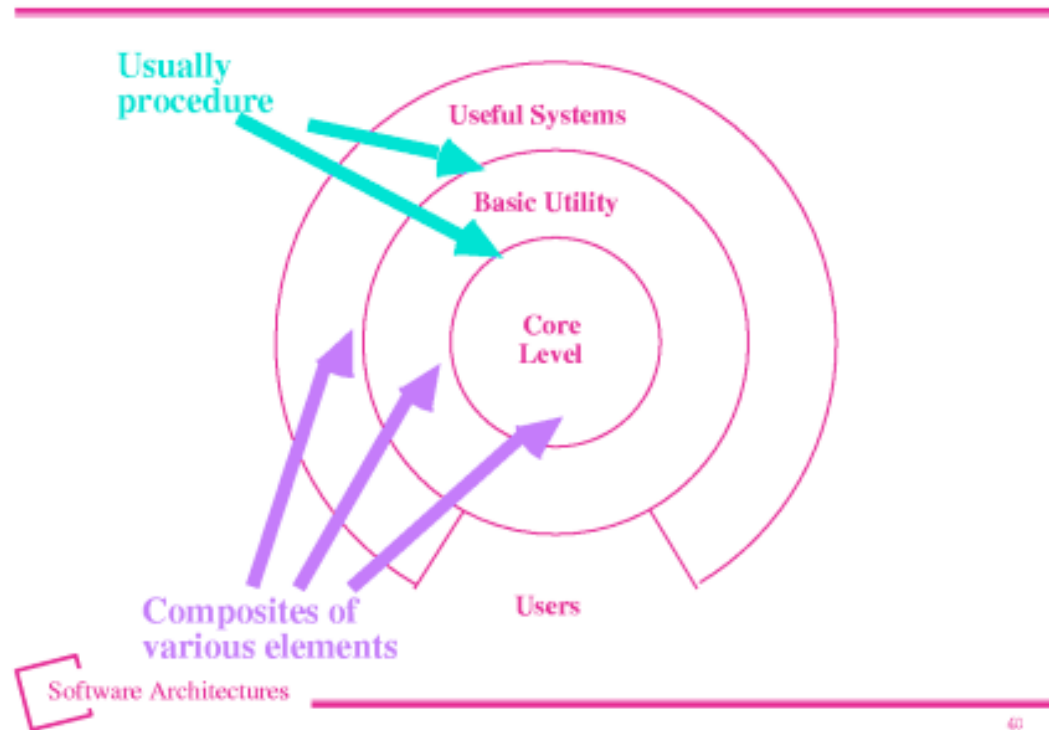 Usually
procedure
Useful Systems
Basic Utility
Core
Level
Users
Composites of
various elements
Software Architectures
40